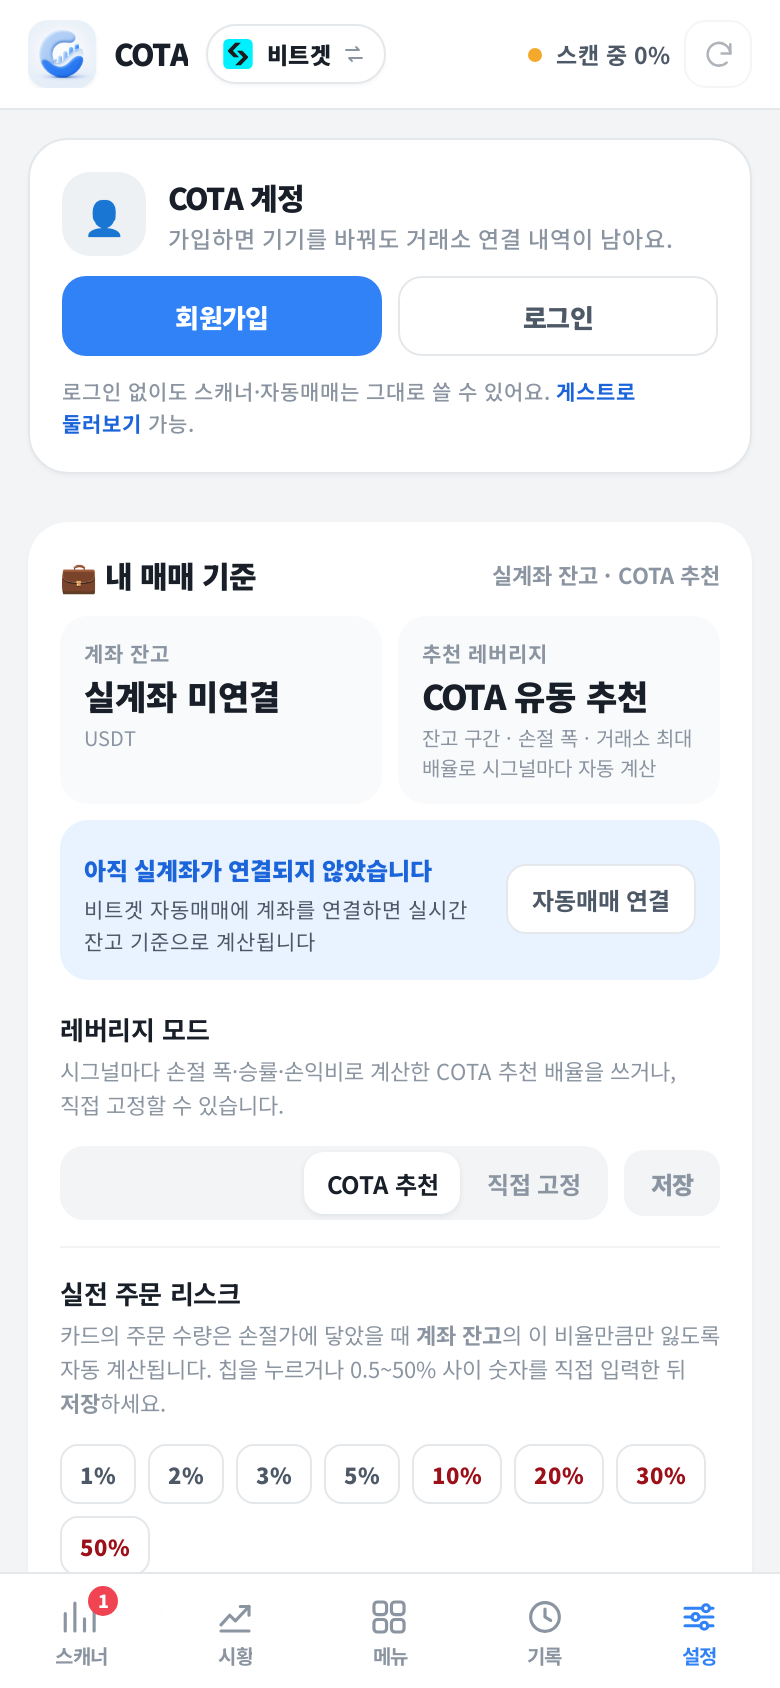 COTA 비트겟
스캔 중 0%
COTA 계정
가입하면 기기를 바꿔도 거래소 연결 내역이 남아요.
회원가입
로그인
로그인 없이도 스캐너·자동매매는 그대로 쓸 수 있어요. 게스트로
둘러보기 가능.
내 매매 기준
실계좌 잔고 · COTA 추천
계좌 잔고
실계좌 미연결
USDT
추천 레버리지
COTA 유동 추천
잔고 구간 · 손절 폭 · 거래소 최대
배율로 시그널마다 자동 계산
아직 실계좌가 연결되지 않았습니다
비트겟 자동매매에 계좌를 연결하면 실시간
잔고 기준으로 계산됩니다
자동매매 연결
레버리지 모드
시그널마다 손절 폭·승률·손익비로 계산한 COTA 추천 배율을 쓰거나,
직접 고정할 수 있습니다.
COTA 추천
직접 고정
저장
실전 주문 리스크
카드의 주문 수량은 손절가에 닿았을 때 계좌 잔고의 이 비율만큼만 잃도록
자동 계산됩니다. 칩을 누르거나 0.5~50% 사이 숫자를 직접 입력한 뒤
저장하세요.
1% 2% 3% 5% 10% 20% 30%
50%
1
스캐너 시황 메뉴 기록 설정